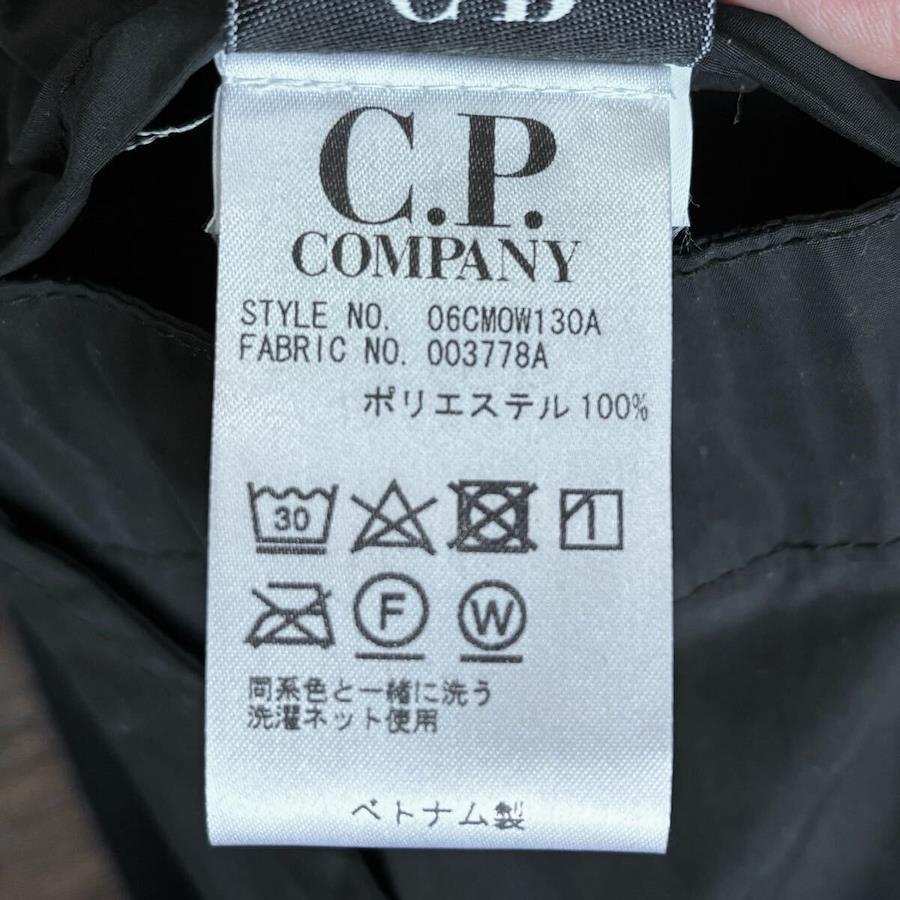 C.P.
COMPANY
STYLE NO. 06CMOW130A
FABRIC NO. 003778A
ポリエステル 100%
30
F
W
同系色と一緒に洗う
洗濯ネット使用
ベトナム製